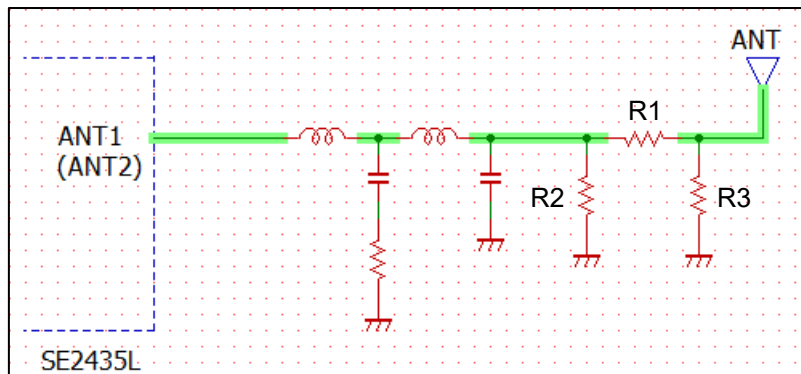 ANT
R1
ANT1
(ANT2)
R2
R3
SE2435L